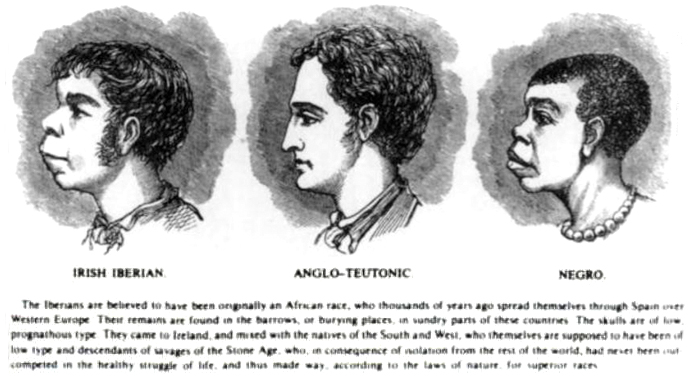 IRISH IBERIAN. ANGLO-TEUTONIC NEGRO.
The Iberians are believed to have been originally an African race, who thousands of years ago spread themselves through Spain over
Western Europe. Their remains are found in the barrows, or burying places, in sundry parts of these countries. The skulls are of low,
prognathous type. They came to Ireland, and mixed with the natives of the South and West, who themselves are supposed to have been of
low type and descendants of savages of the Stone Age, who, in consequence of isolation from the rest of the world, had never been out-
competed in the healthy struggle of life, and thus made way, according to the laws of nature, for superior races